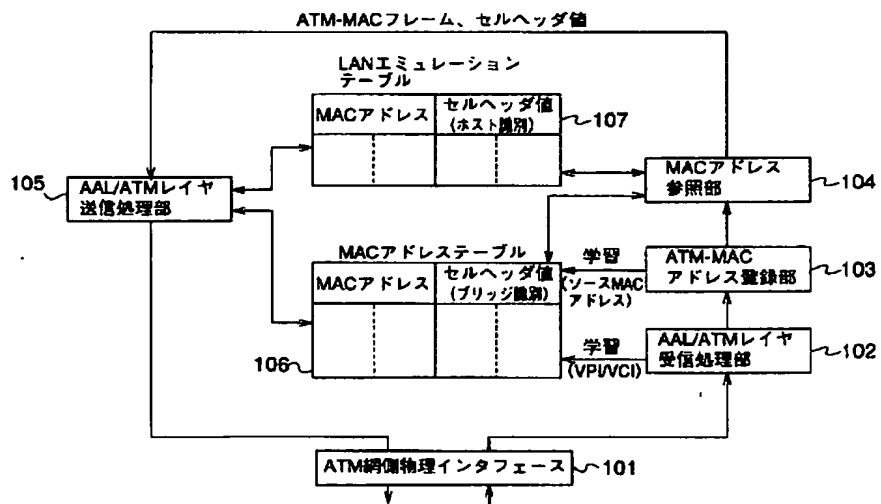 ATM-MACフレーム、セルヘッダ値
LANエミュレーション
テーブル
MACアドレス
セルヘッダ値
(ホスト識別)
107
105
AAL/ATMレイヤ
送信処理部
MACアドレス
参照部
104
MACアドレステーブル
MACアドレス
セルヘッダ値
(ブリッジ識別)
学習
(ソースMAC
アドレス)
ATM-MAC
アドレス登録部
103
106
学習
(VPI/VCI)
AAL/ATMレイヤ
受信処理部
102
ATM網側物理インタフェース
101